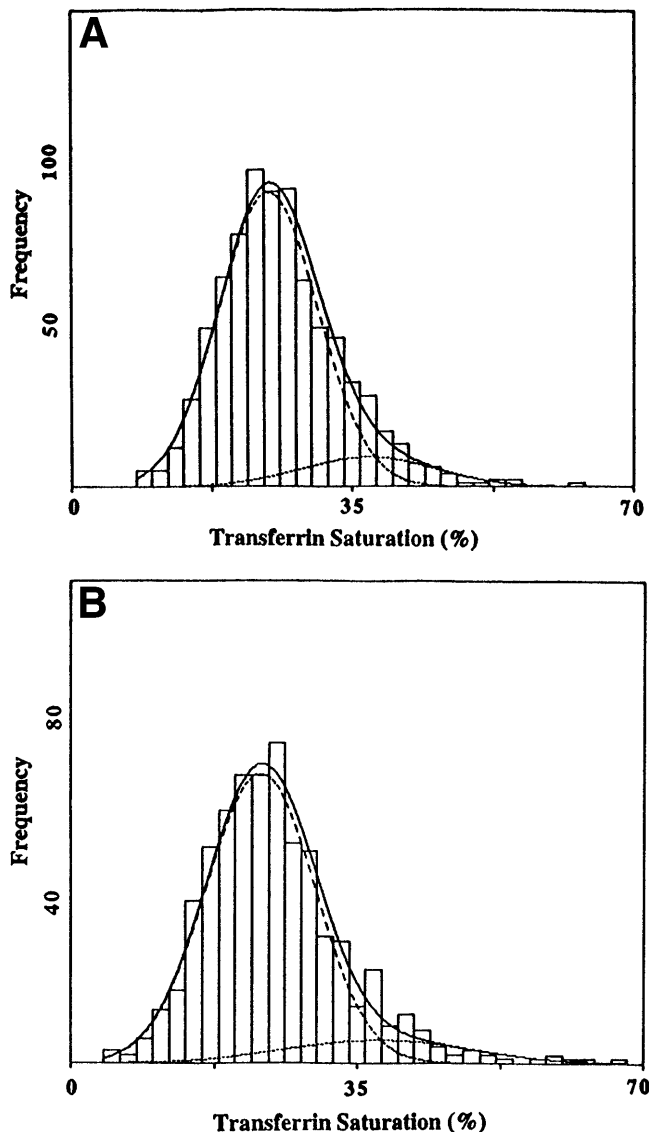 A
100
50
Frequency
0 35 70
Transferrin Saturation (%)
B
80
40
Frequency
0 35 70
Transferrin Saturation (%)